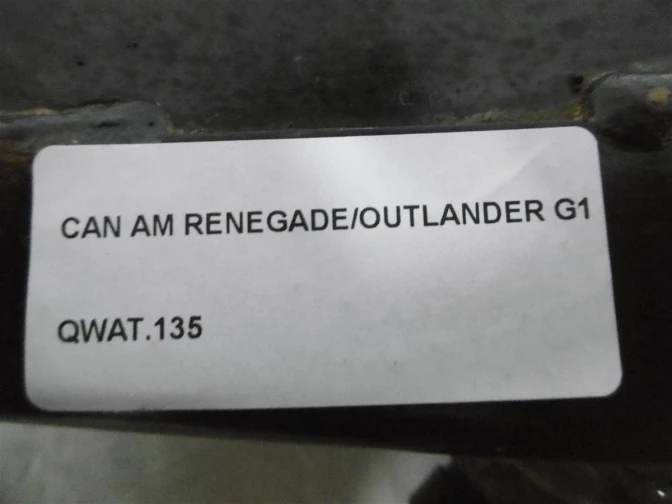 CAN AM RENEGADE/OUTLANDER G1
QWAT.135